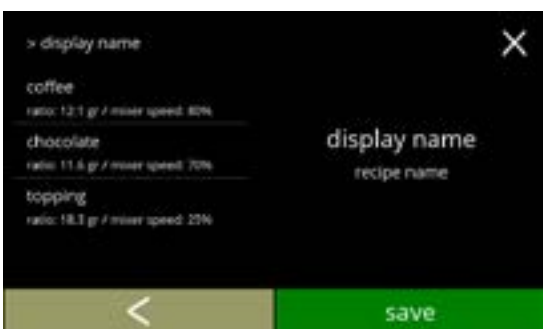 > display name
coffee
ratio: 12.1 gr / mixer speed: 80%
chocolate
ratio: 11.6 gr / mixer speed: 70%
topping
ratio: 18.3 gr / mixer speed: 25%
display name
recipe name
<
save